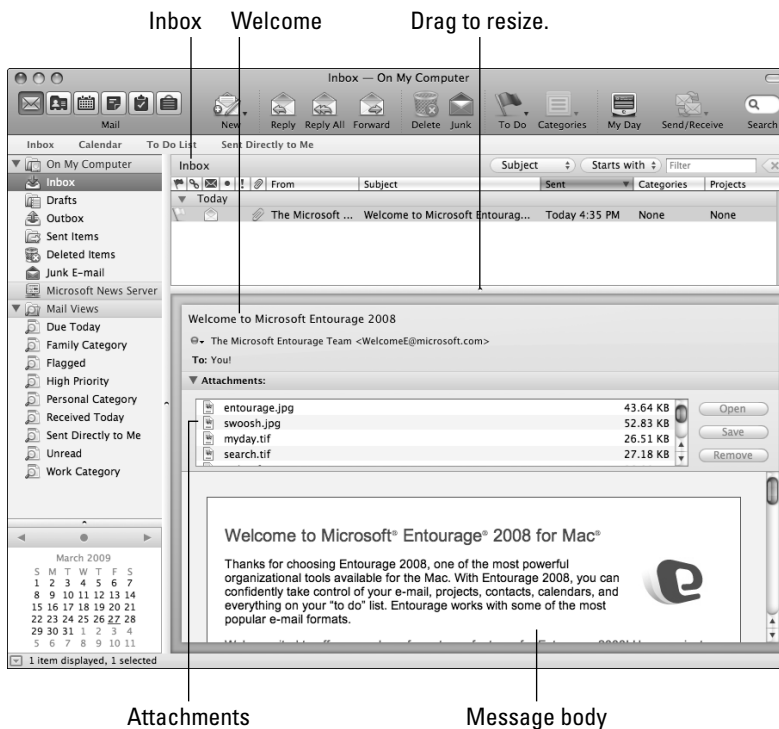 Inbox Welcome Drag to resize.
Inbox — On My Computer
Mail New Reply Reply All Forward Delete Junk To Do Categories My Day Send/Receive Search
Inbox Calendar To Do List Sent Directly to Me
On My Computer
Inbox
Drafts
Outbox
Sent Items
Deleted Items
Junk E-mail
Microsoft News Server
Mail Views
Due Today
Family Category
Flagged
High Priority
Personal Category
Received Today
Sent Directly to Me
Unread
Work Category
March 2009
S M T W T F S
1 2 3 4 5 6 7
8 9 10 11 12 13 14
15 16 17 18 19 20 21
22 23 24 25 26 27 28
29 30 31 1 2 3 4
5 6 7 8 9 10 11
1 item displayed, 1 selected
Inbox Subject Starts with Filter
! From Subject Sent Categories Projects
Today
The Microsoft ... Welcome to Microsoft Entourag... Today 4:35 PM None None
Welcome to Microsoft Entourage 2008
The Microsoft Entourage Team <WelcomeE@microsoft.com>
To: You!
Attachments:
entourage.jpg 43.64 KB Open
swoosh.jpg 52.83 KB Save
myday.tif 26.51 KB
search.tif 27.18 KB Remove
Welcome to Microsoft® Entourage® 2008 for Mac®
Thanks for choosing Entourage 2008, one of the most powerful
organizational tools available for the Mac. With Entourage 2008, you can
confidently take control of your e-mail, projects, contacts, calendars, and
everything on your "to do" list. Entourage works with some of the most
popular e-mail formats.
Attachments Message body